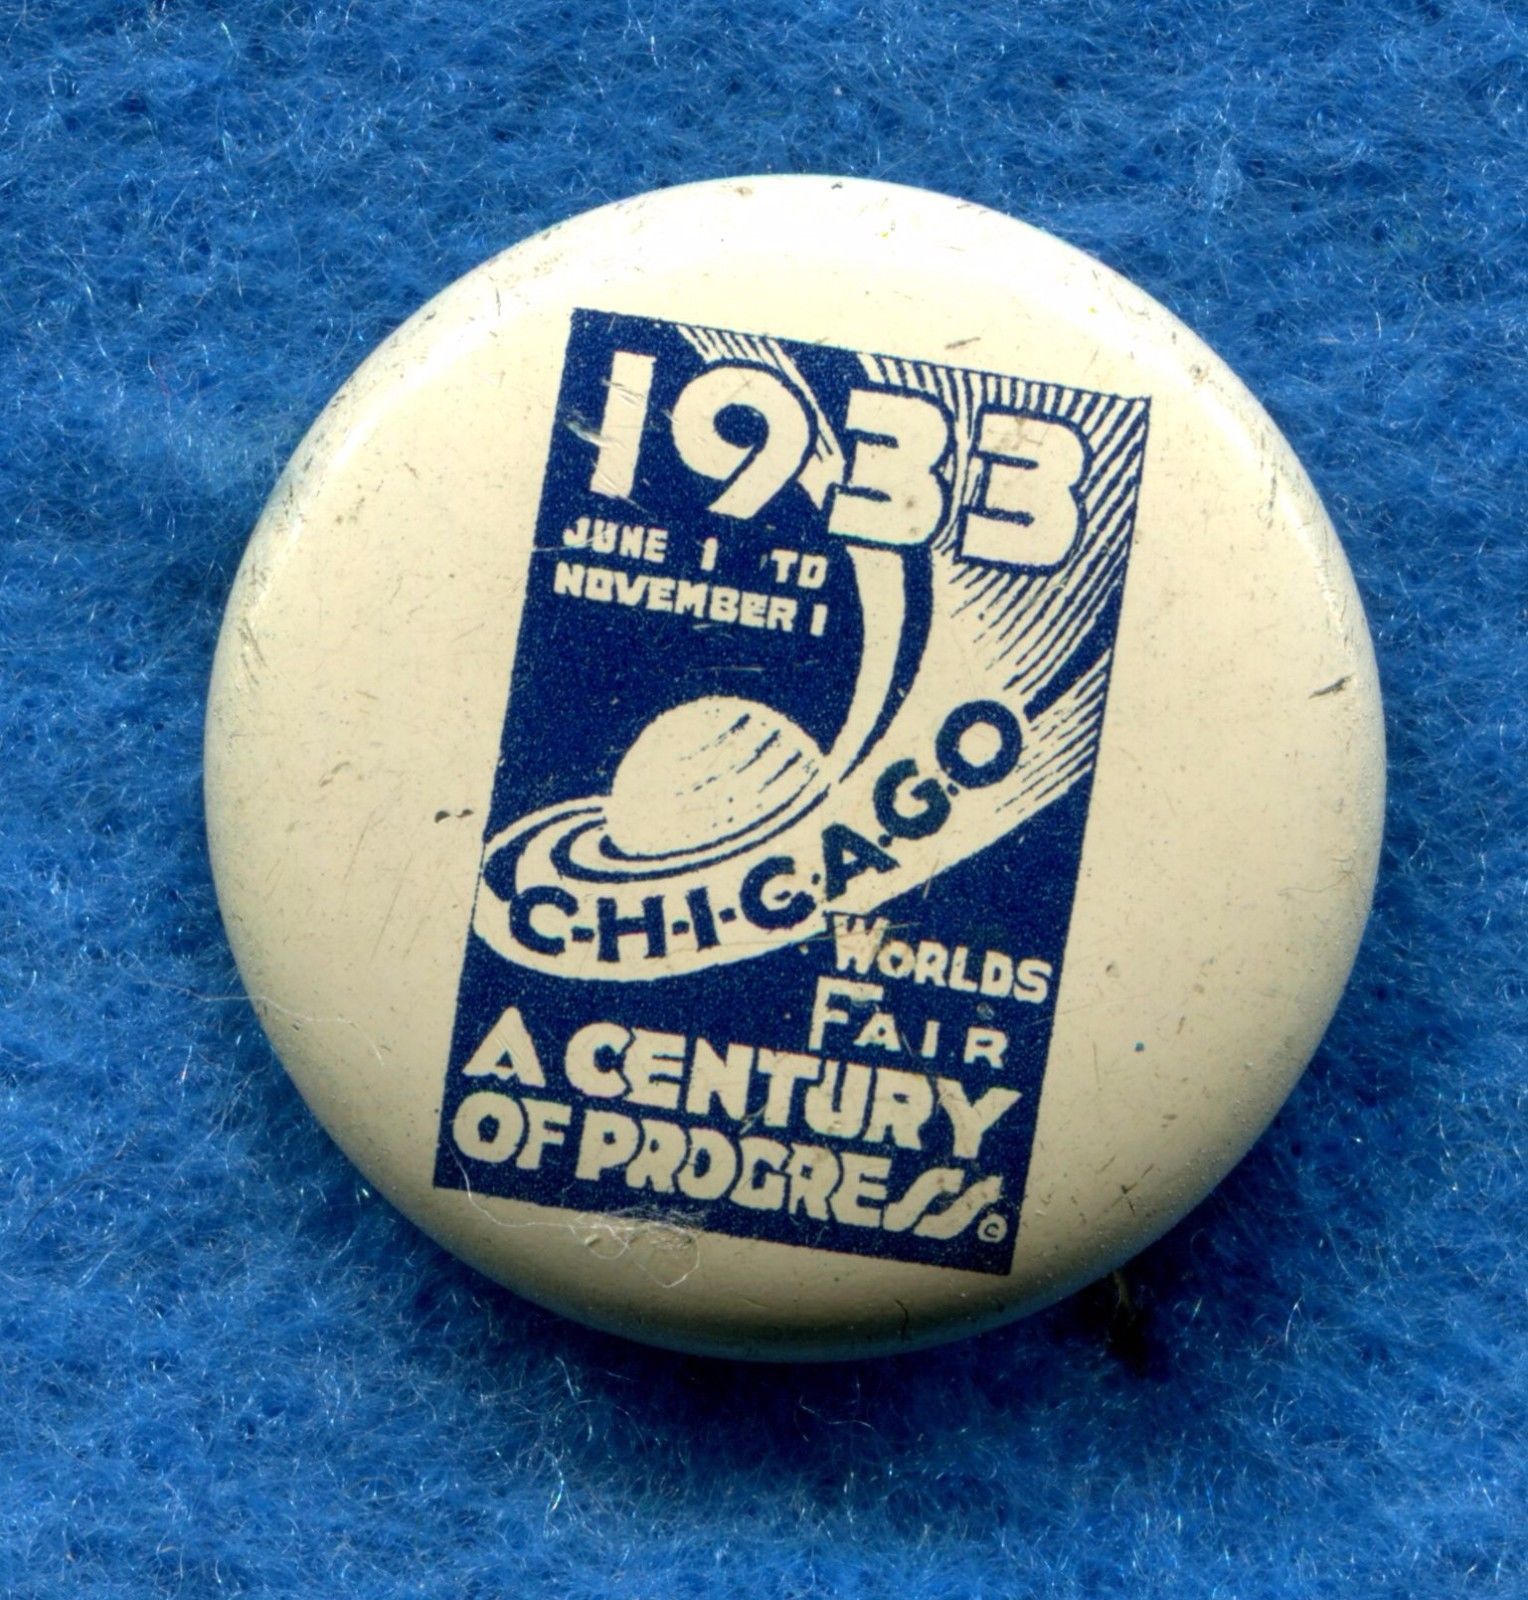 1933
JUNE 1 TO
NOVEMBER 1
C-H-I-C-A-G-O
WORLDS
FAIR
A CENTURY
OF PROGRESS ©